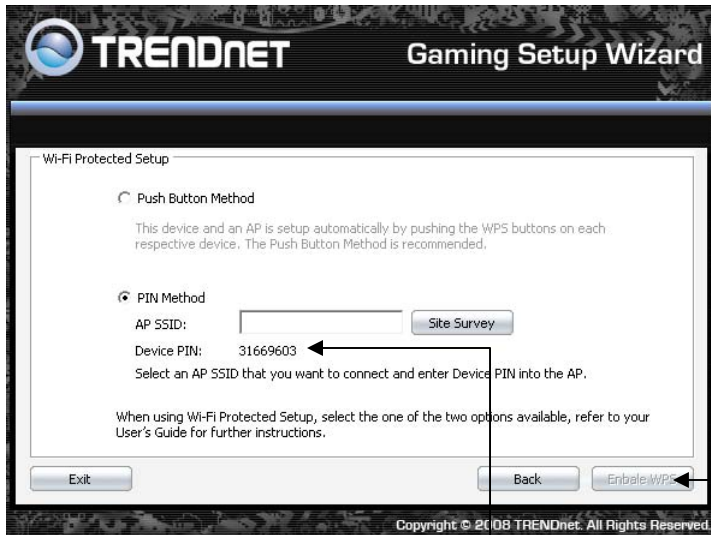 TRENDnet
Gaming Setup Wizard
Wi-Fi Protected Setup
Push Button Method
This device and an AP is setup automatically by pushing the WPS buttons on each
respective device. The Push Button Method is recommended.
PIN Method
AP SSID:
Site Survey
Device PIN: 31669603
Select an AP SSID that you want to connect and enter Device PIN into the AP.
When using Wi-Fi Protected Setup, select the one of the two options available, refer to your
User's Guide for further instructions.
Exit
Back
Enbale WPS
Copyright © 2008 TRENDnet. All Rights Reserved.